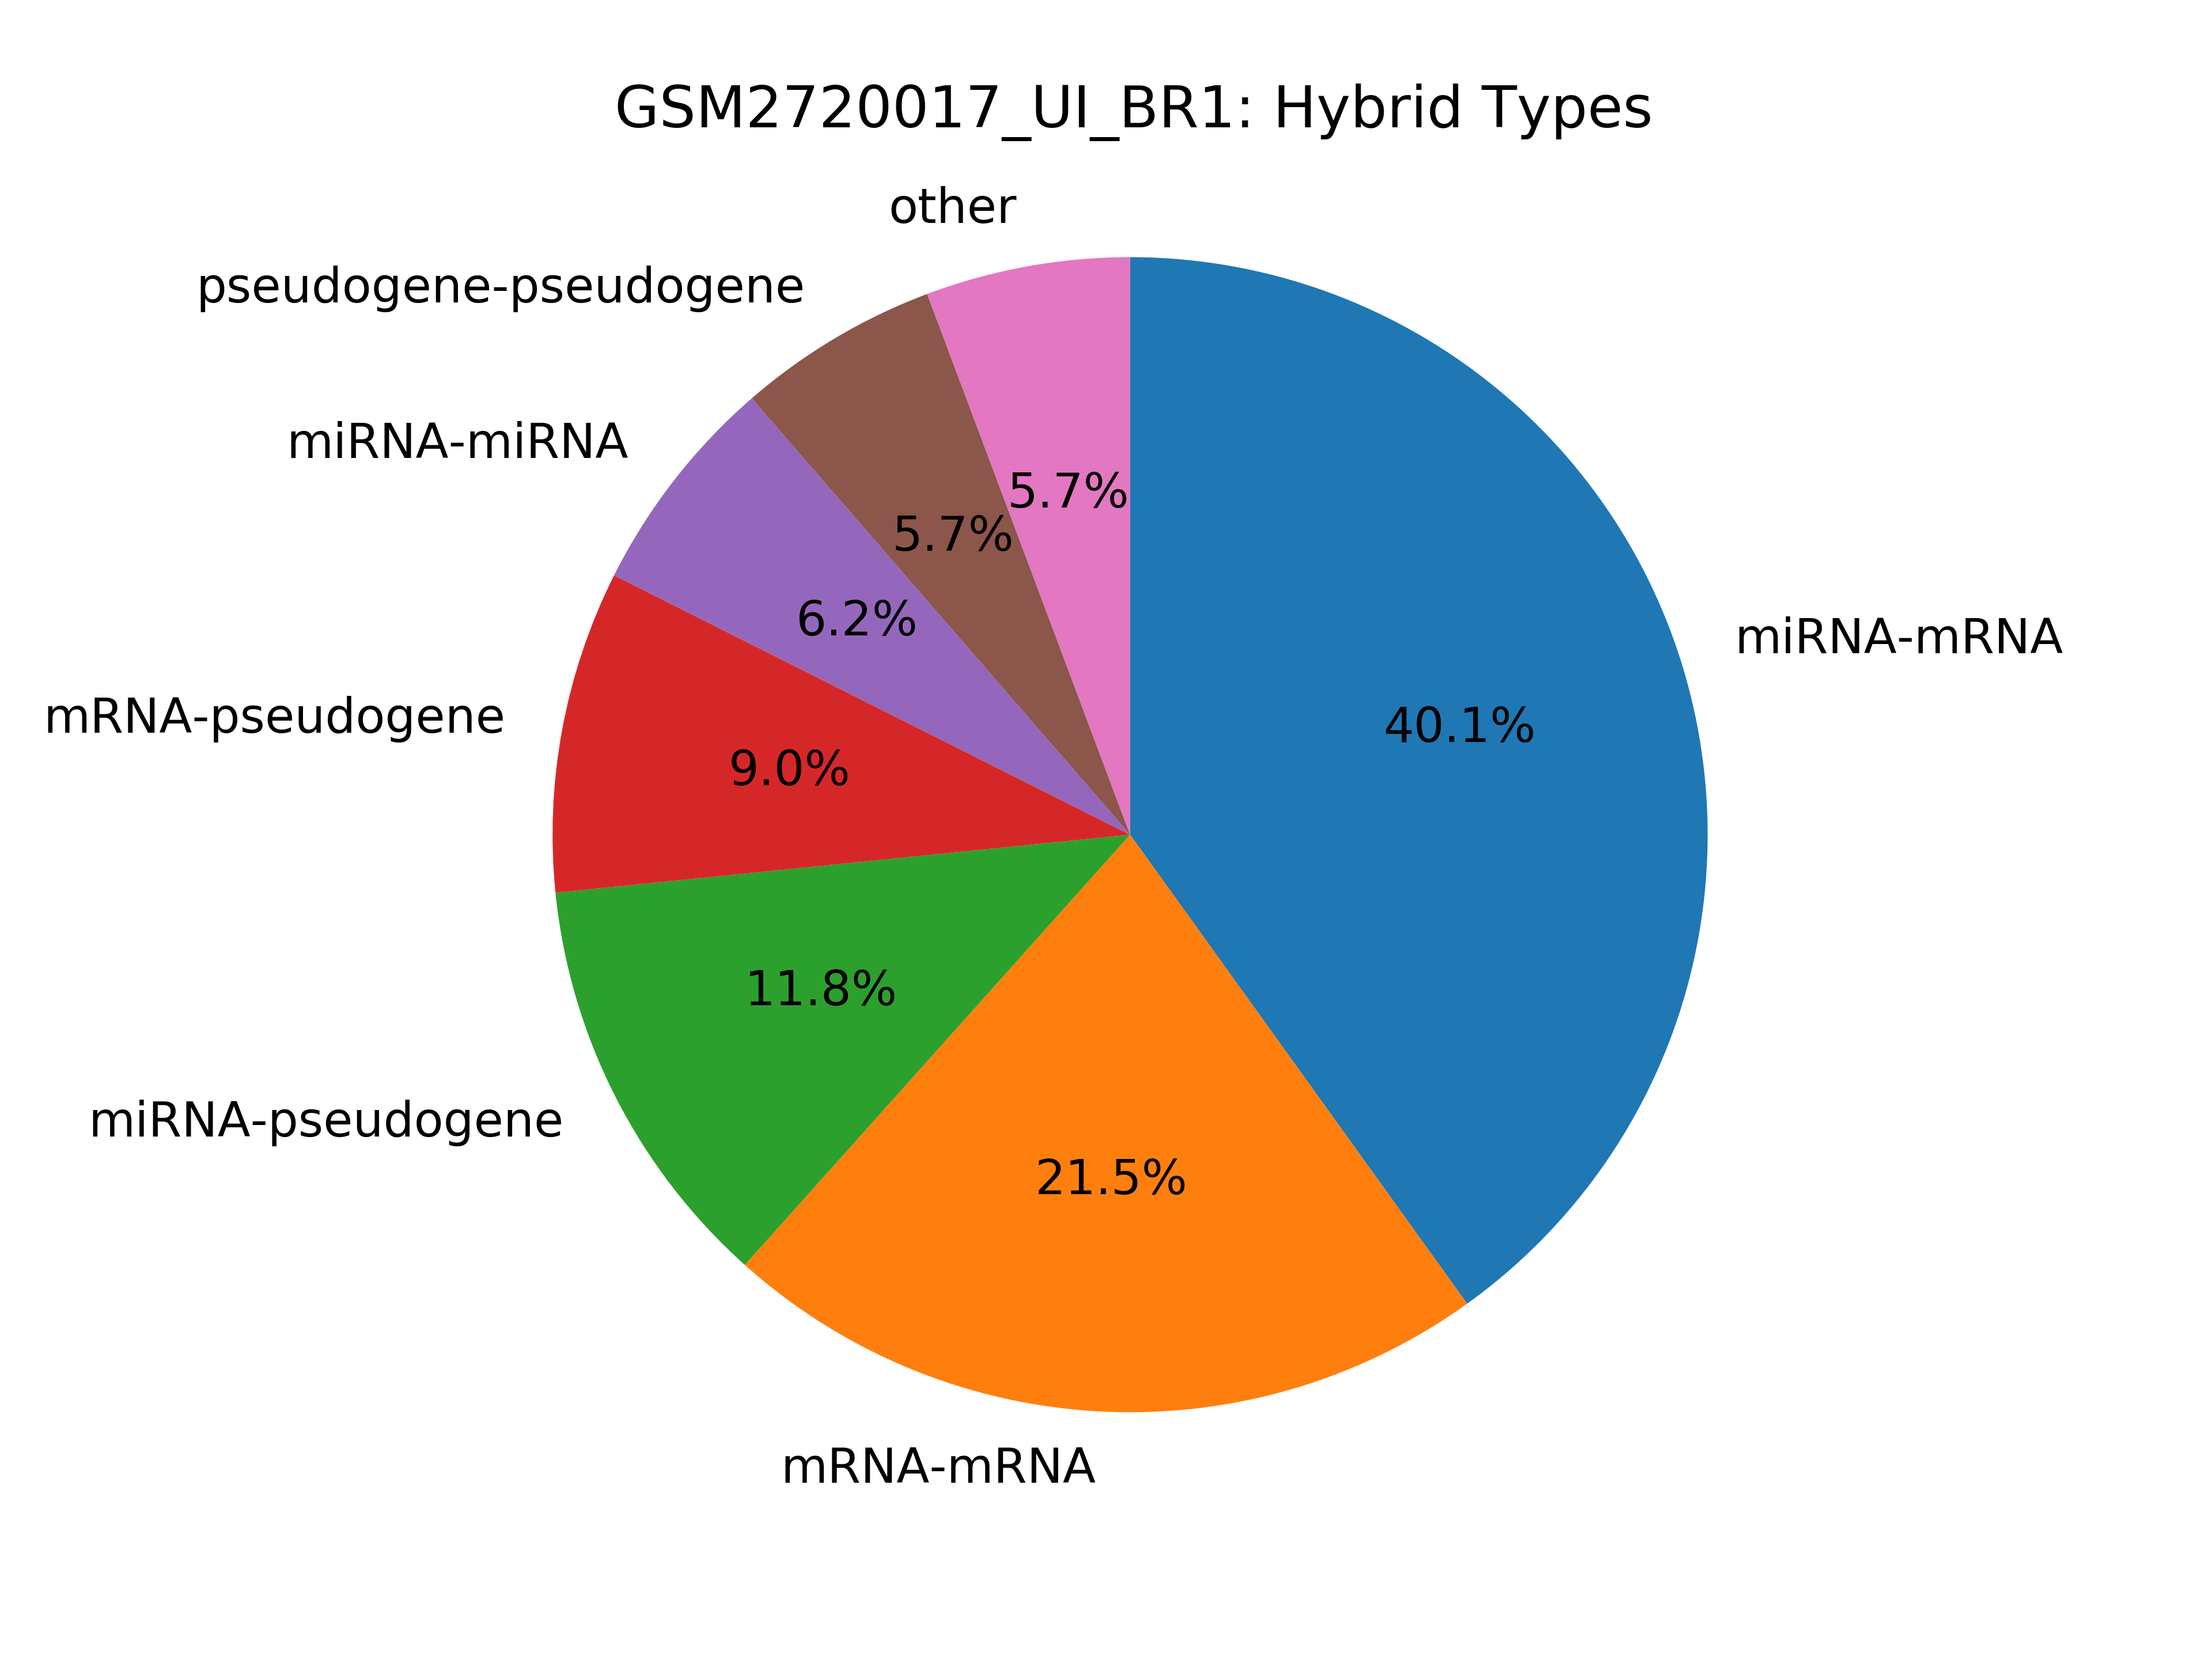 GSM2720017_UI_BR1: Hybrid Types
other
pseudogene-pseudogene
miRNA-miRNA
mRNA-pseudogene
miRNA-pseudogene
mRNA-mRNA
miRNA-mRNA
5.7%
5.7%
6.2%
9.0%
11.8%
21.5%
40.1%